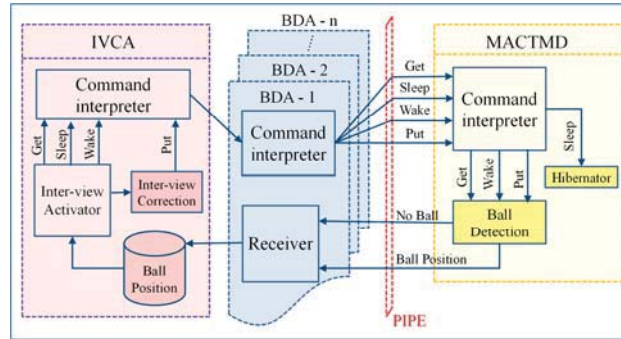 IVCA
Command
interpreter
Get
Sleep
Wake
Put
Inter-view
Activator
Inter-view
Correction
Ball
Position
BDA - n
BDA - 2
BDA - 1
Command
interpreter
Receiver
Get
Sleep
Wake
Put
No Ball
Ball Position
PIPE
MACTMD
Command
interpreter
Sleep
Hibernator
Get
Wake
Put
Ball
Detection